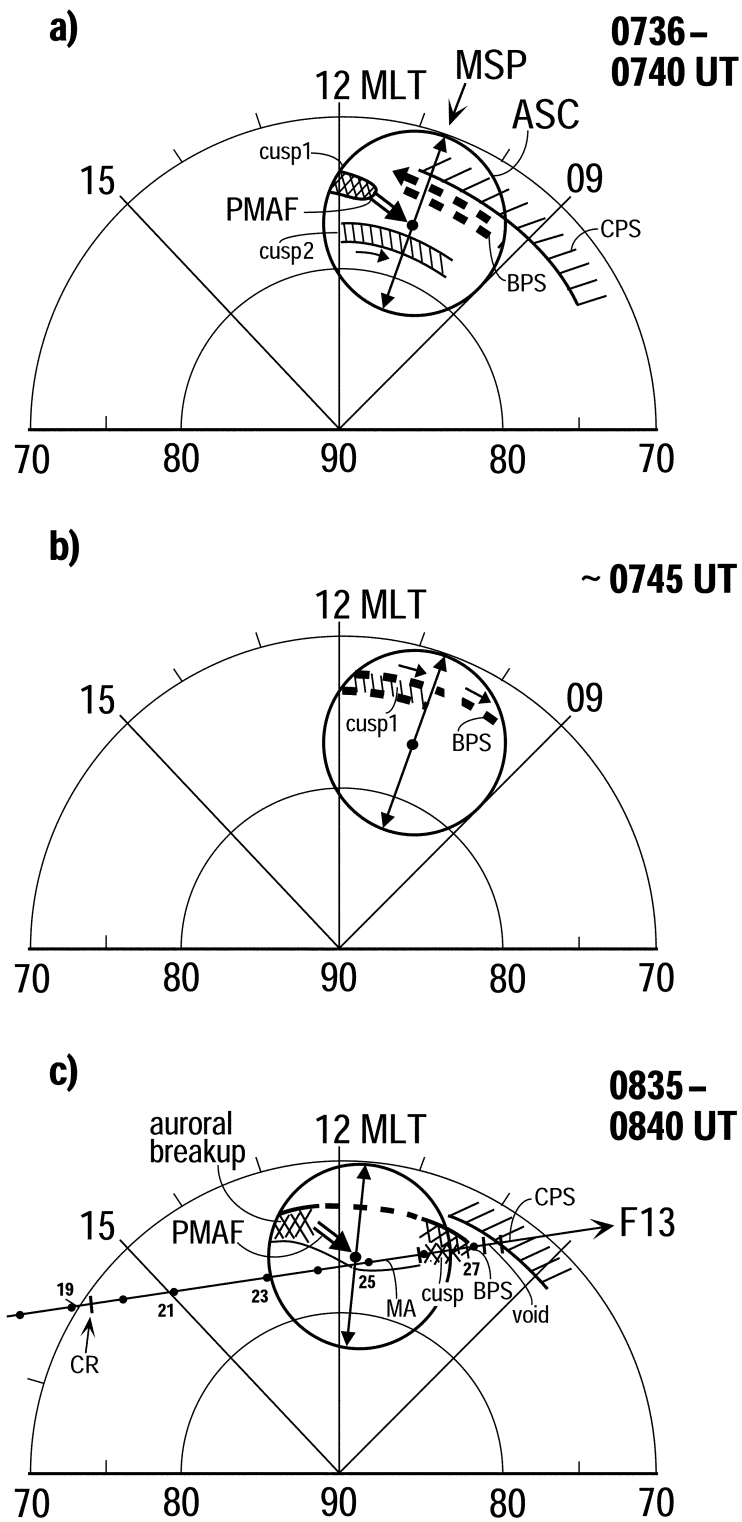 a)
0736 –
0740 UT
MSP
12 MLT
ASC
cusp1
15
09
PMAF
CPS
cusp2
BPS
70
80
90
80
70
b)
~ 0745 UT
12 MLT
15
09
cusp1
BPS
70
80
90
80
70
c)
0835 –
0840 UT
auroral
breakup
12 MLT
CPS
F13
PMAF
15
19
21
23
25
27
MA
cusp
BPS
void
CR
70
80
90
80
70